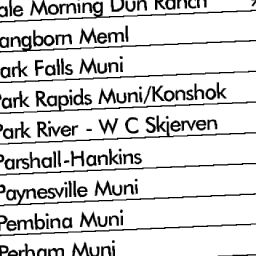 ale Morning Dun Ranch
angborn Meml
ark Falls Muni
Park Rapids Muni/Konshok
Park River - W C Skjerven
Parshall-Hankins
Paynesville Muni
Pembina Muni
Perham Muni